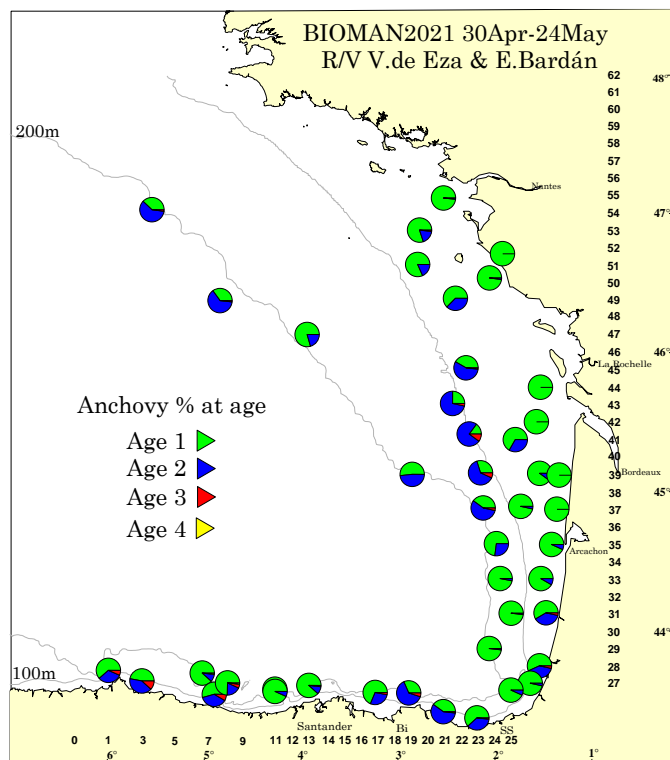 BIOMAN2021 30Apr-24May
R/V V.de Eza & E.Bardán
62
48°
61
60
59
200m
58
57
56
Nantes
55
54
47°
53
52
51
50
49
48
47
46
46°
45
La Rochelle
44
Anchovy % at age
43
42
Age 1
41
40
Age 2
39
Bordeaux
38
45°
Age 3
37
36
Age 4
35
Arcachon
34
33
32
31
30
44°
29
28
100m
27
Santander Bi SS
0 1 3 5 7 9 11 12 13 14 15 16 17 18 19 20 21 22 23 24 25
6° 5° 4° 3° 2° 1°